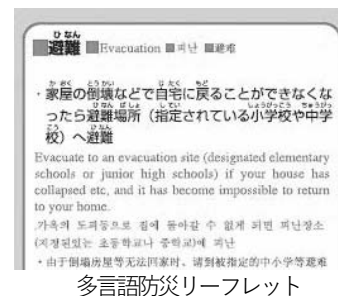 ひ なん
■避難 ■Evacuation ■피난 ■避难
か おく とうかい じ たく もど
・家屋の倒壊などで自宅に戻ることができなくな
ひ なん ば しょ し てい しょうがっこう ちゅうがっ
ったら避難場所（指定されている小学校や中学
こう ひ なん
校）へ避難
Evacuate to an evacuation site (designated elementary
schools or junior high schools) if your house has
collapsed etc, and it has become impossible to return
to your home.
·가옥의 도괴등으로 집에 돌아갈 수 없게 되면 피난장소
(지정된있는 초등학교나 중학교)에 피난
・由于倒塌房屋等无法回家时、请到被指定的中小学等避难
多言語防災リーフレット